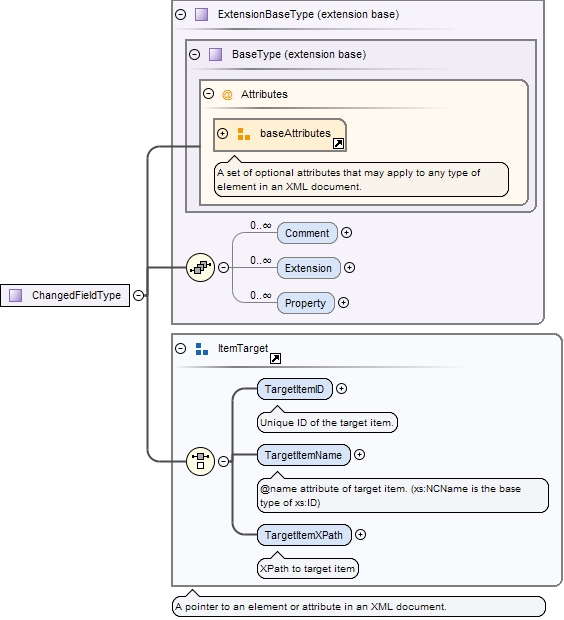 ExtensionBaseType (extension base)
BaseType (extension base)
@ Attributes
baseAttributes
A set of optional attributes that may apply to any type of
element in an XML document.
0..∞
Comment
0..∞
Extension
0..∞
Property
ChangedFieldType
ItemTarget
TargetItemID
Unique ID of the target item.
TargetItemName
@name attribute of target item. (xs:NCName is the base
type of xs:ID)
TargetItemXPath
XPath to target item
A pointer to an element or attribute in an XML document.